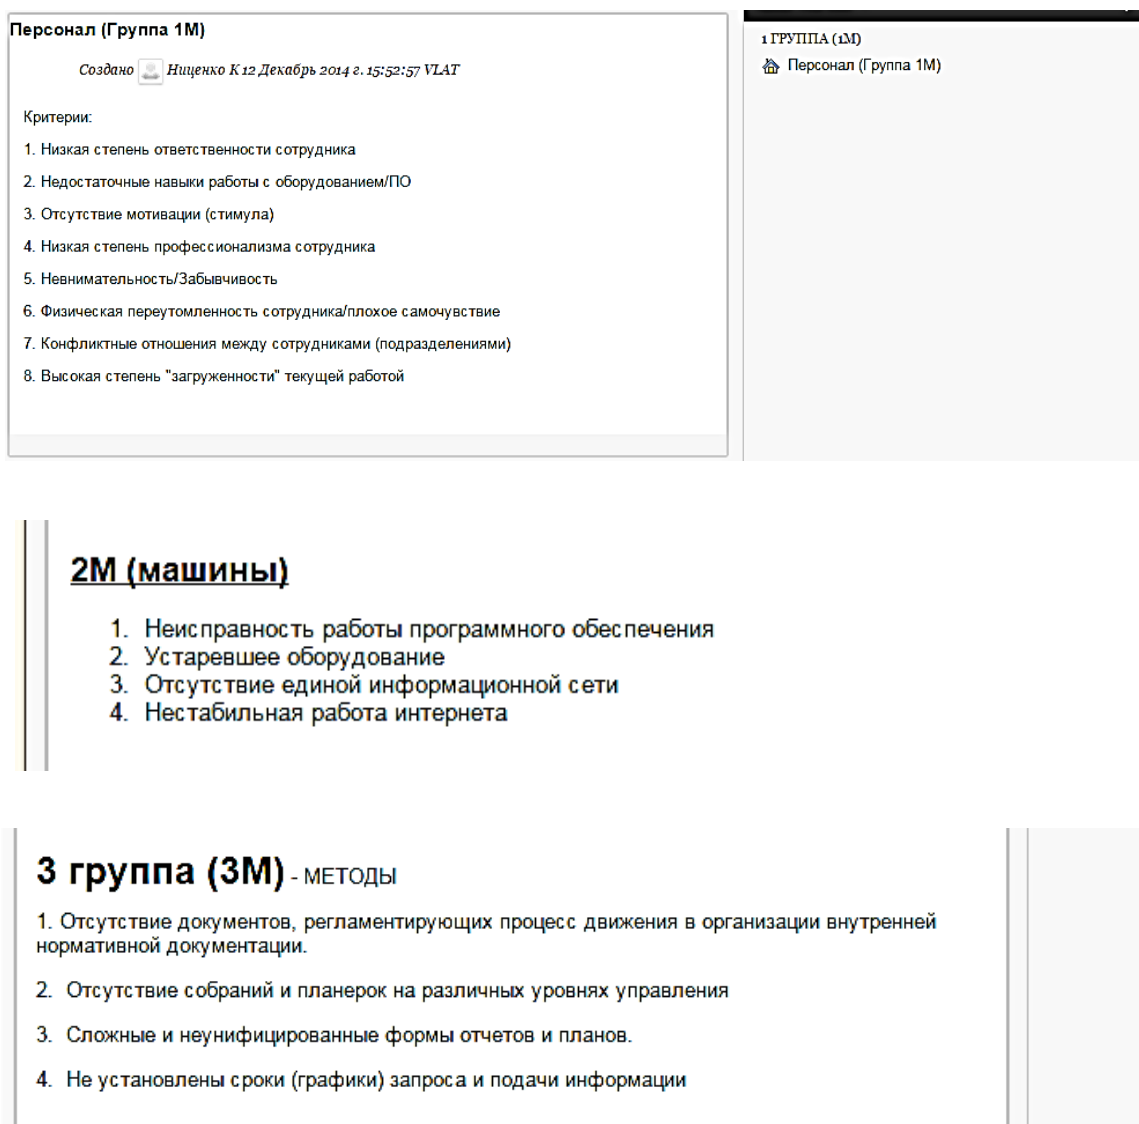 Персонал (Группа 1М)
Создано Ниценко К 12 Декабрь 2014 г. 15:52:57 VLAT
Критерии:
1. Низкая степень ответственности сотрудника
2. Недостаточные навыки работы с оборудованием/ПО
3. Отсутствие мотивации (стимула)
4. Низкая степень профессионализма сотрудника
5. Невнимательность/Забывчивость
6. Физическая переутомленность сотрудника/плохое самочувствие
7. Конфликтные отношения между сотрудниками (подразделениями)
8. Высокая степень "загруженности" текущей работой
1 ГРУППА (1М)
Персонал (Группа 1М)
2М (машины)
1. Неисправность работы программного обеспечения
2. Устаревшее оборудование
3. Отсутствие единой информационной сети
4. Нестабильная работа интернета
3 группа (3М) - МЕТОДЫ
1. Отсутствие документов, регламентирующих процесс движения в организации внутренней
нормативной документации.
2. Отсутствие собраний и планерок на различных уровнях управления
3. Сложные и неунифицированные формы отчетов и планов.
4. Не установлены сроки (графики) запроса и подачи информации